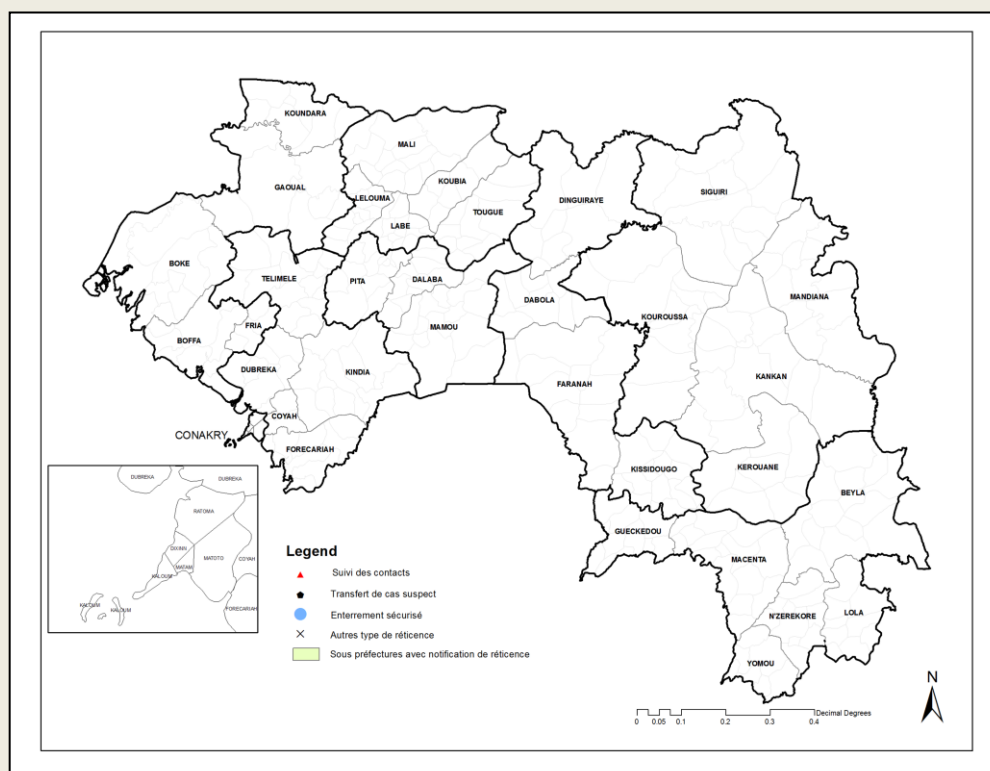 KOUNDARA
MALI
KOUBIA
GAOUAL
SIGUIRI
LELOUMA
DINGUIRAYE
TOUGUE
LABE
BOKE
TELIMELE
PITA
DALABA
MANDIANA
DABOLA
KOUROUSSA
FRIA
MAMOU
BOFFA
DUBREKA
KINDIA
KANKAN
FARANAH
COYAH
CONAKRY
FORECARIAH
KISSIDOUGO
KEROUANE
BEYLA
GUECKEDOU
MACENTA
N'ZEREKORE
LOLA
YOMOU
DUBREKA
DUBREKA
RATOMA
DIXINN
MATOTO
COYAH
MATAM
KALOUM
KALOUM
KALOUM
FORECARIAH
Legend
Suivi des contacts
Transfert de cas suspect
Enterrement sécurisé
Autres type de réticence
Sous préfectures avec notification de réticence
N
Decimal Degrees
0 0.05 0.1 0.2 0.3 0.4